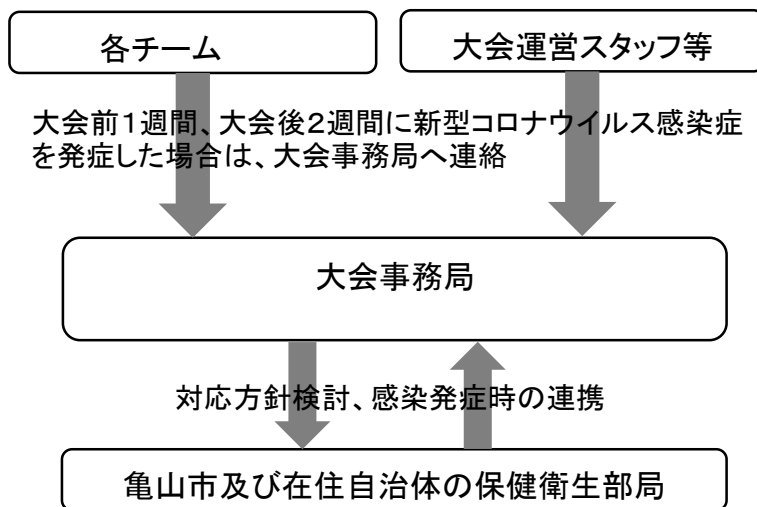 各チーム
大会運営スタッフ等
大会前１週間、大会後２週間に新型コロナウイルス感染症
を発症した場合は、大会事務局へ連絡
大会事務局
対応方針検討、感染発症時の連携
亀山市及び在住自治体の保健衛生部局